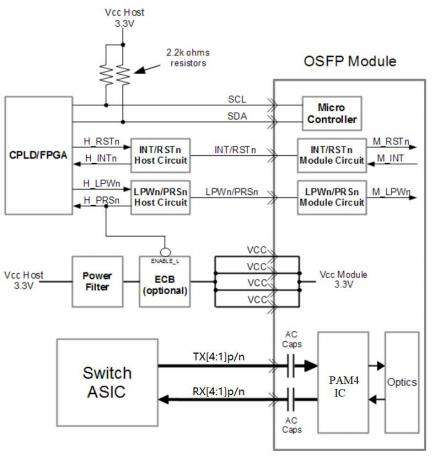 Vcc Host
3.3V
2.2k ohms
resistors
OSFP Module
SCL
SDA
Micro
Controller
CPLD/FPGA
H_RSTn
H_INTn
INT/RSTn
Host Circuit
INT/RSTn
INT/RSTn
Module Circuit
M_RSTn
M_INT
H_LPWn
H_PRSn
LPWn/PRSn
Host Circuit
LPWn/PRSn
LPWn/PRSn
Module Circuit
M_LPWn
ENABLE_L
VCC
VCC
VCC
VCC
Vcc Host
3.3V
Power
Filter
ECB
(optional)
Vcc Module
3.3V
Switch
ASIC
TX[4:1]p/n
RX[4:1]p/n
AC
Caps
AC
Caps
PAM4
IC
Optics